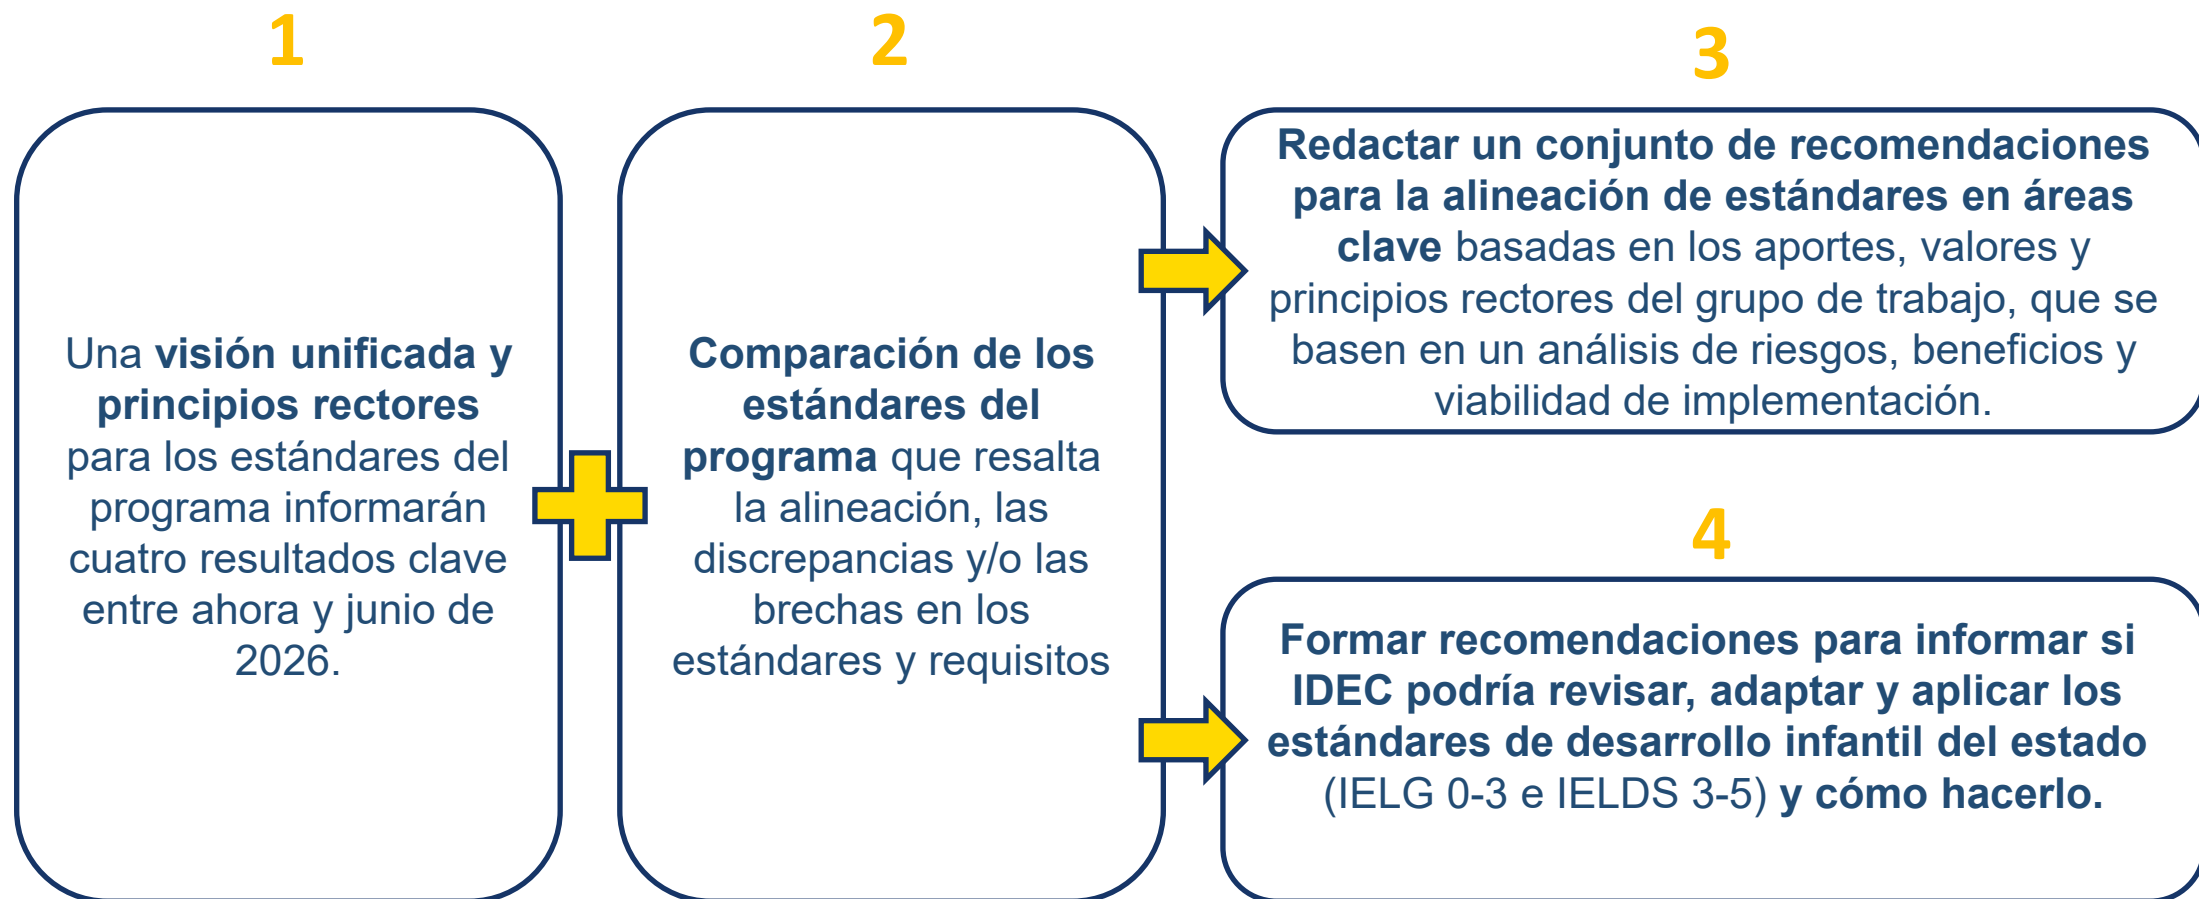 1
Una visión unificada y
principios rectores
para los estándares del
programa informarán
cuatro resultados clave
entre ahora y junio de
2026.
2
Comparación de los
estándares del
programa que resalta
la alineación, las
discrepancias y/o las
brechas en los
estándares y requisitos
3
Redactar un conjunto de recomendaciones
para la alineación de estándares en áreas
clave basadas en los aportes, valores y
principios rectores del grupo de trabajo, que se
basen en un análisis de riesgos, beneficios y
viabilidad de implementación.
4
Formar recomendaciones para informar si
IDEC podría revisar, adaptar y aplicar los
estándares de desarrollo infantil del estado
(IELG 0-3 e IELDS 3-5) y cómo hacerlo.